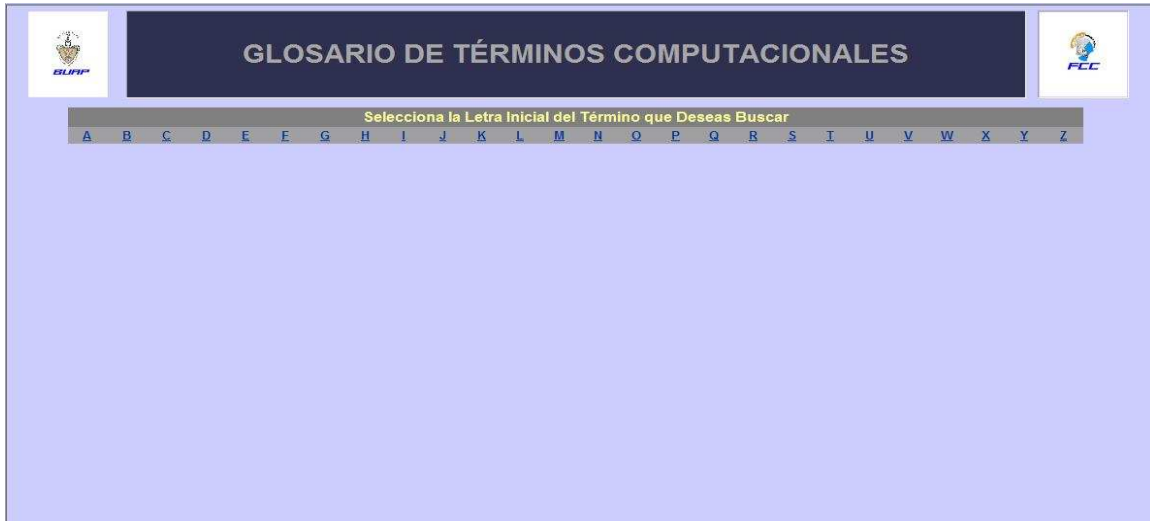 BUAP
GLOSARIO DE TÉRMINOS COMPUTACIONALES
FCC
Selecciona la Letra Inicial del Término que Deseas Buscar
A B C D E F G H I J K L M N O P Q R S T U V W X Y Z